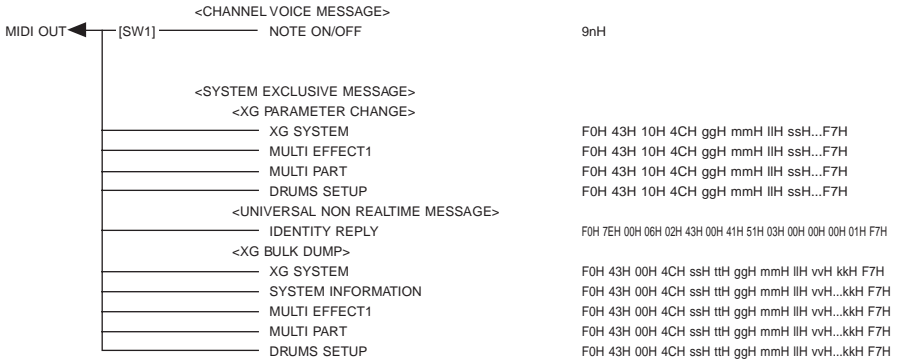 <CHANNEL VOICE MESSAGE>
MIDI OUT [SW1] NOTE ON/OFF 9nH
<SYSTEM EXCLUSIVE MESSAGE>
<XG PARAMETER CHANGE>
XG SYSTEM F0H 43H 10H 4CH ggH mmH llH ssH...F7H
MULTI EFFECT1 F0H 43H 10H 4CH ggH mmH llH ssH...F7H
MULTI PART F0H 43H 10H 4CH ggH mmH llH ssH...F7H
DRUMS SETUP F0H 43H 10H 4CH ggH mmH llH ssH...F7H
<UNIVERSAL NON REALTIME MESSAGE>
IDENTITY REPLY F0H 7EH 00H 06H 02H 43H 00H 41H 51H 03H 00H 00H 00H 01H F7H
<XG BULK DUMP>
XG SYSTEM F0H 43H 00H 4CH ssH ttH ggH mmH llH vvH kkH F7H
SYSTEM INFORMATION F0H 43H 00H 4CH ssH ttH ggH mmH llH vvH...kkH F7H
MULTI EFFECT1 F0H 43H 00H 4CH ssH ttH ggH mmH llH vvH...kkH F7H
MULTI PART F0H 43H 00H 4CH ssH ttH ggH mmH llH vvH...kkH F7H
DRUMS SETUP F0H 43H 00H 4CH ssH ttH ggH mmH llH vvH...kkH F7H